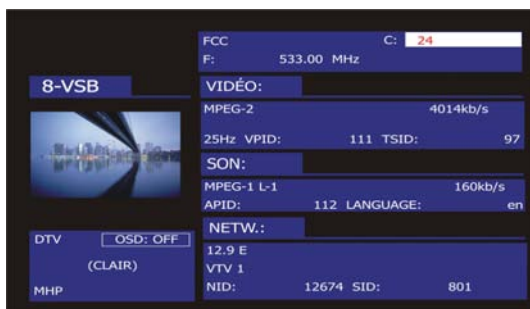 FCC C: 24
F: 533.00 MHz
8-VSB
VIDÉO:
MPEG-2 4014kb/s
25Hz VPID: 111 TSID: 97
SON:
MPEG-1 L-1 160kb/s
APID: 112 LANGUAGE: en
NETW.:
12.9 E
VTV 1
NID: 12674 SID: 801
DTV OSD: OFF
(CLAIR)
MHP